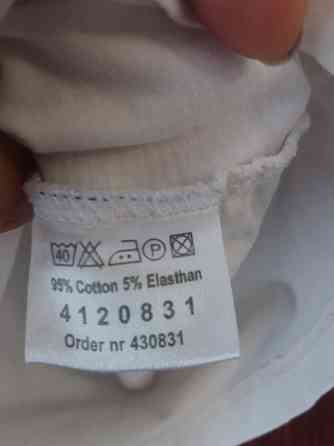 40 P
95% Cotton 5% Elasthan
4120831
Order nr 430831